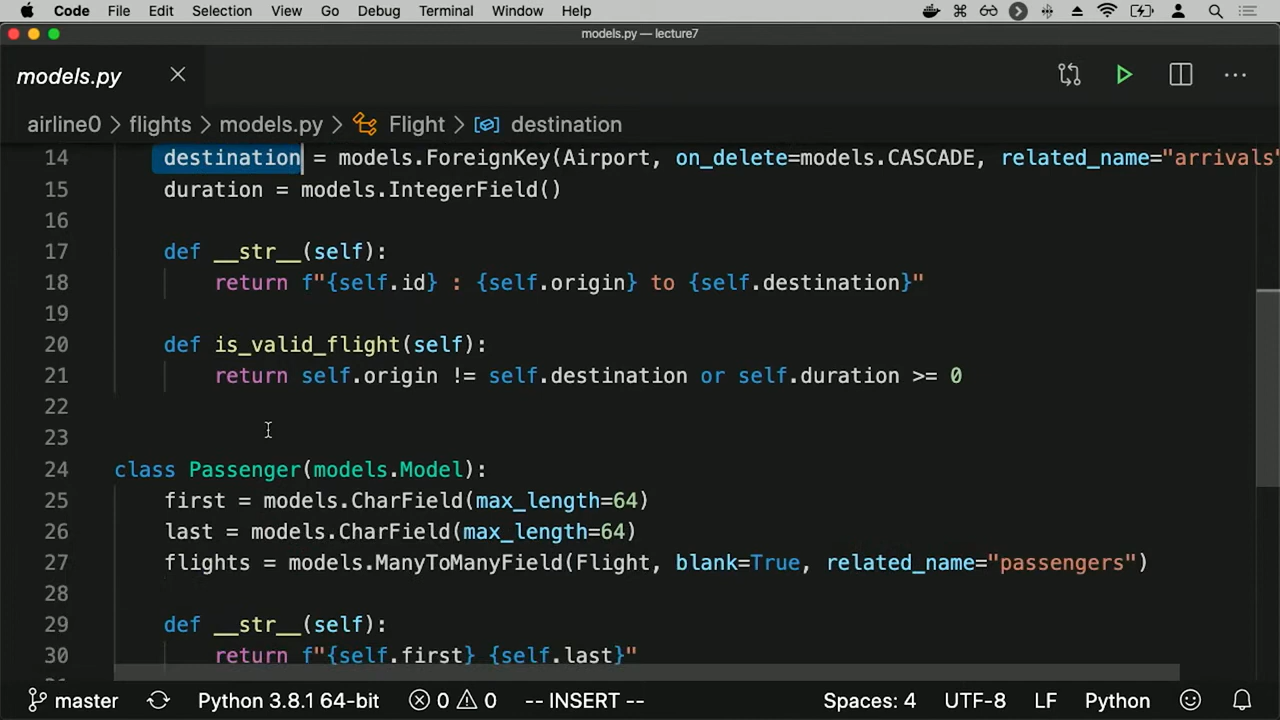 Code File Edit Selection View Go Debug Terminal Window Help
models.py — lecture7
models.py
airline0 > flights > models.py > Flight > destination
14 destination = models.ForeignKey(Airport, on_delete=models.CASCADE, related_name="arrivals"
15 duration = models.IntegerField()
16
17 def __str__(self):
18 return f"{self.id} : {self.origin} to {self.destination}"
19
20 def is_valid_flight(self):
21 return self.origin != self.destination or self.duration >= 0
22
23
24 class Passenger(models.Model):
25 first = models.CharField(max_length=64)
26 last = models.CharField(max_length=64)
27 flights = models.ManyToManyField(Flight, blank=True, related_name="passengers")
28
29 def __str__(self):
30 return f"{self.first} {self.last}"
master Python 3.8.1 64-bit 0 0 -- INSERT -- Spaces: 4 UTF-8 LF Python